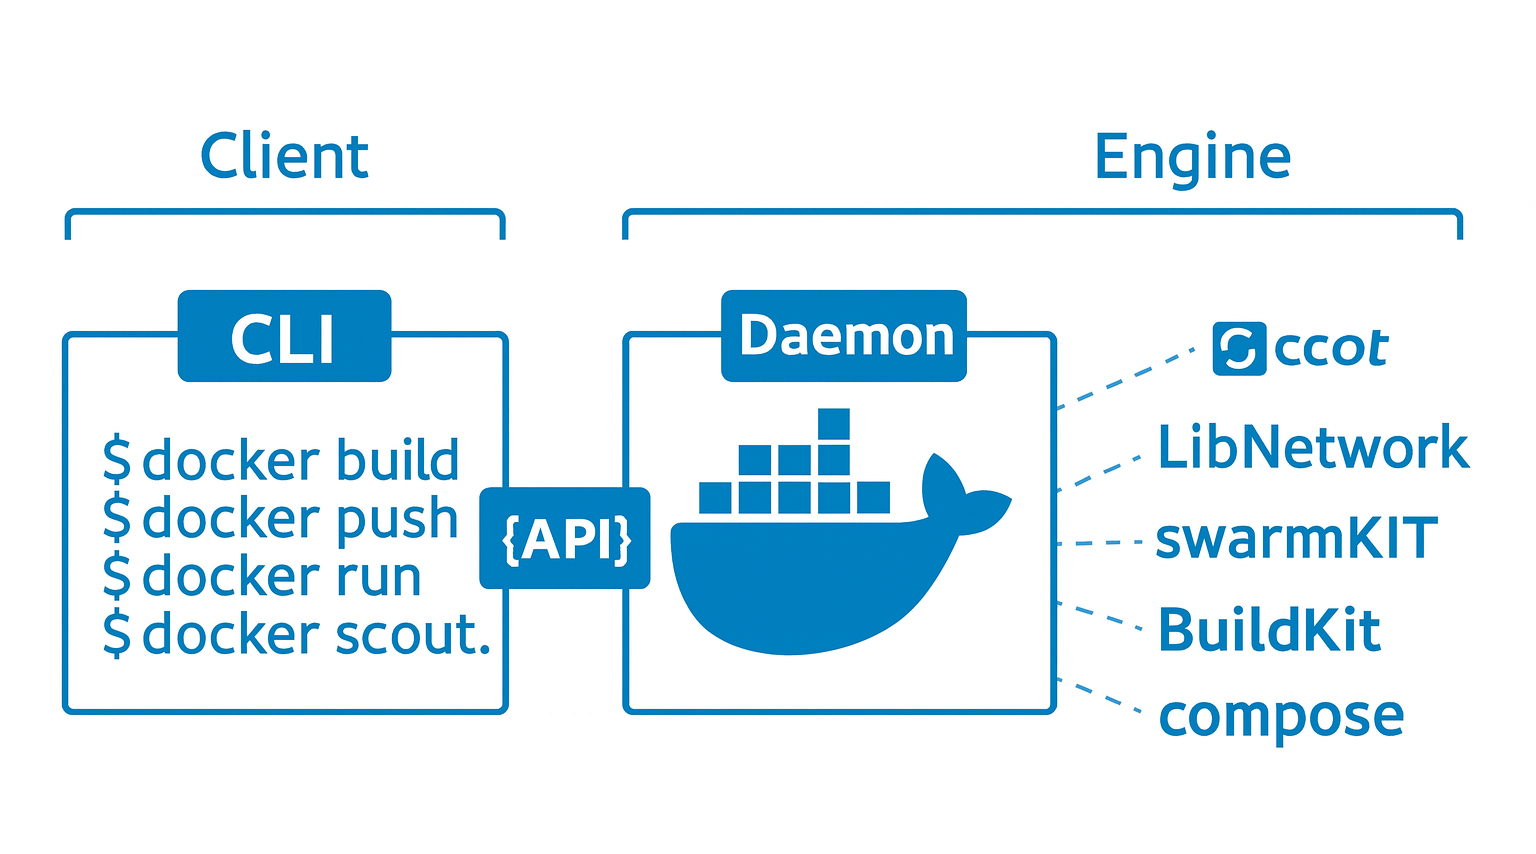 Client
Engine
CLI
$ docker build
$ docker push
$ docker run
$ docker scout.
{API}
Daemon
ccot
LibNetwork
swarmKIT
BuildKit
compose